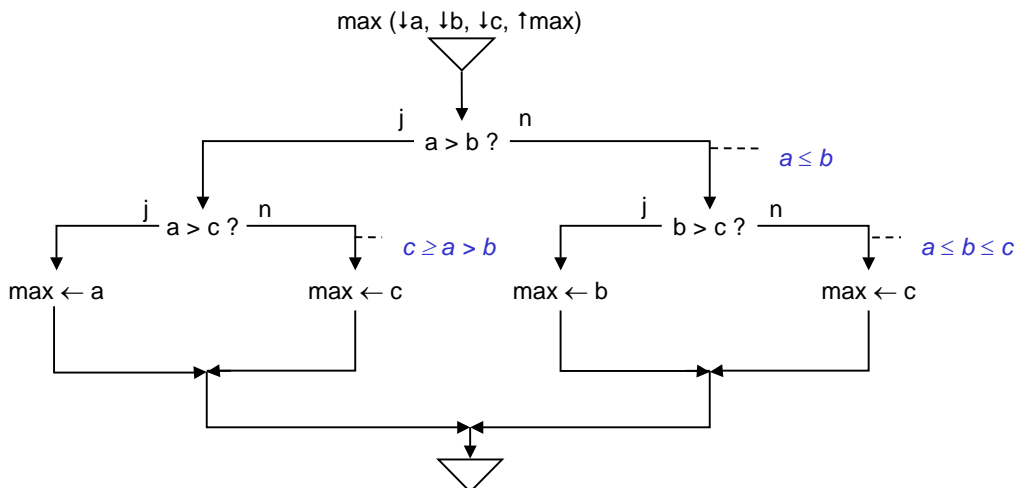 max (↓a, ↓b, ↓c, ↑max)
j a > b ? n
a ≤ b
j a > c ? n
c ≥ a > b
j b > c ? n
a ≤ b ≤ c
max ← a
max ← c
max ← b
max ← c